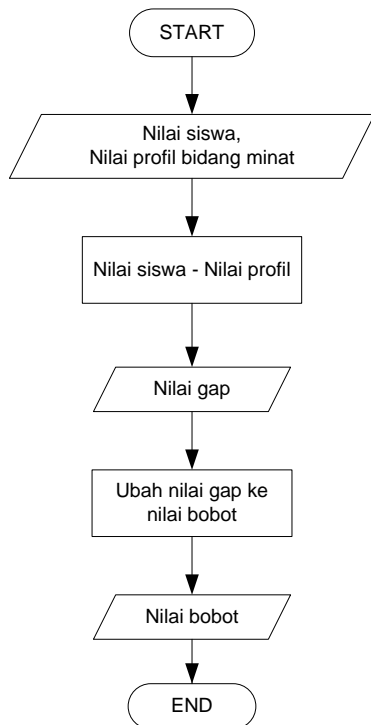 START
Nilai siswa,
Nilai profil bidang minat
Nilai siswa - Nilai profil
Nilai gap
Ubah nilai gap ke
nilai bobot
Nilai bobot
END